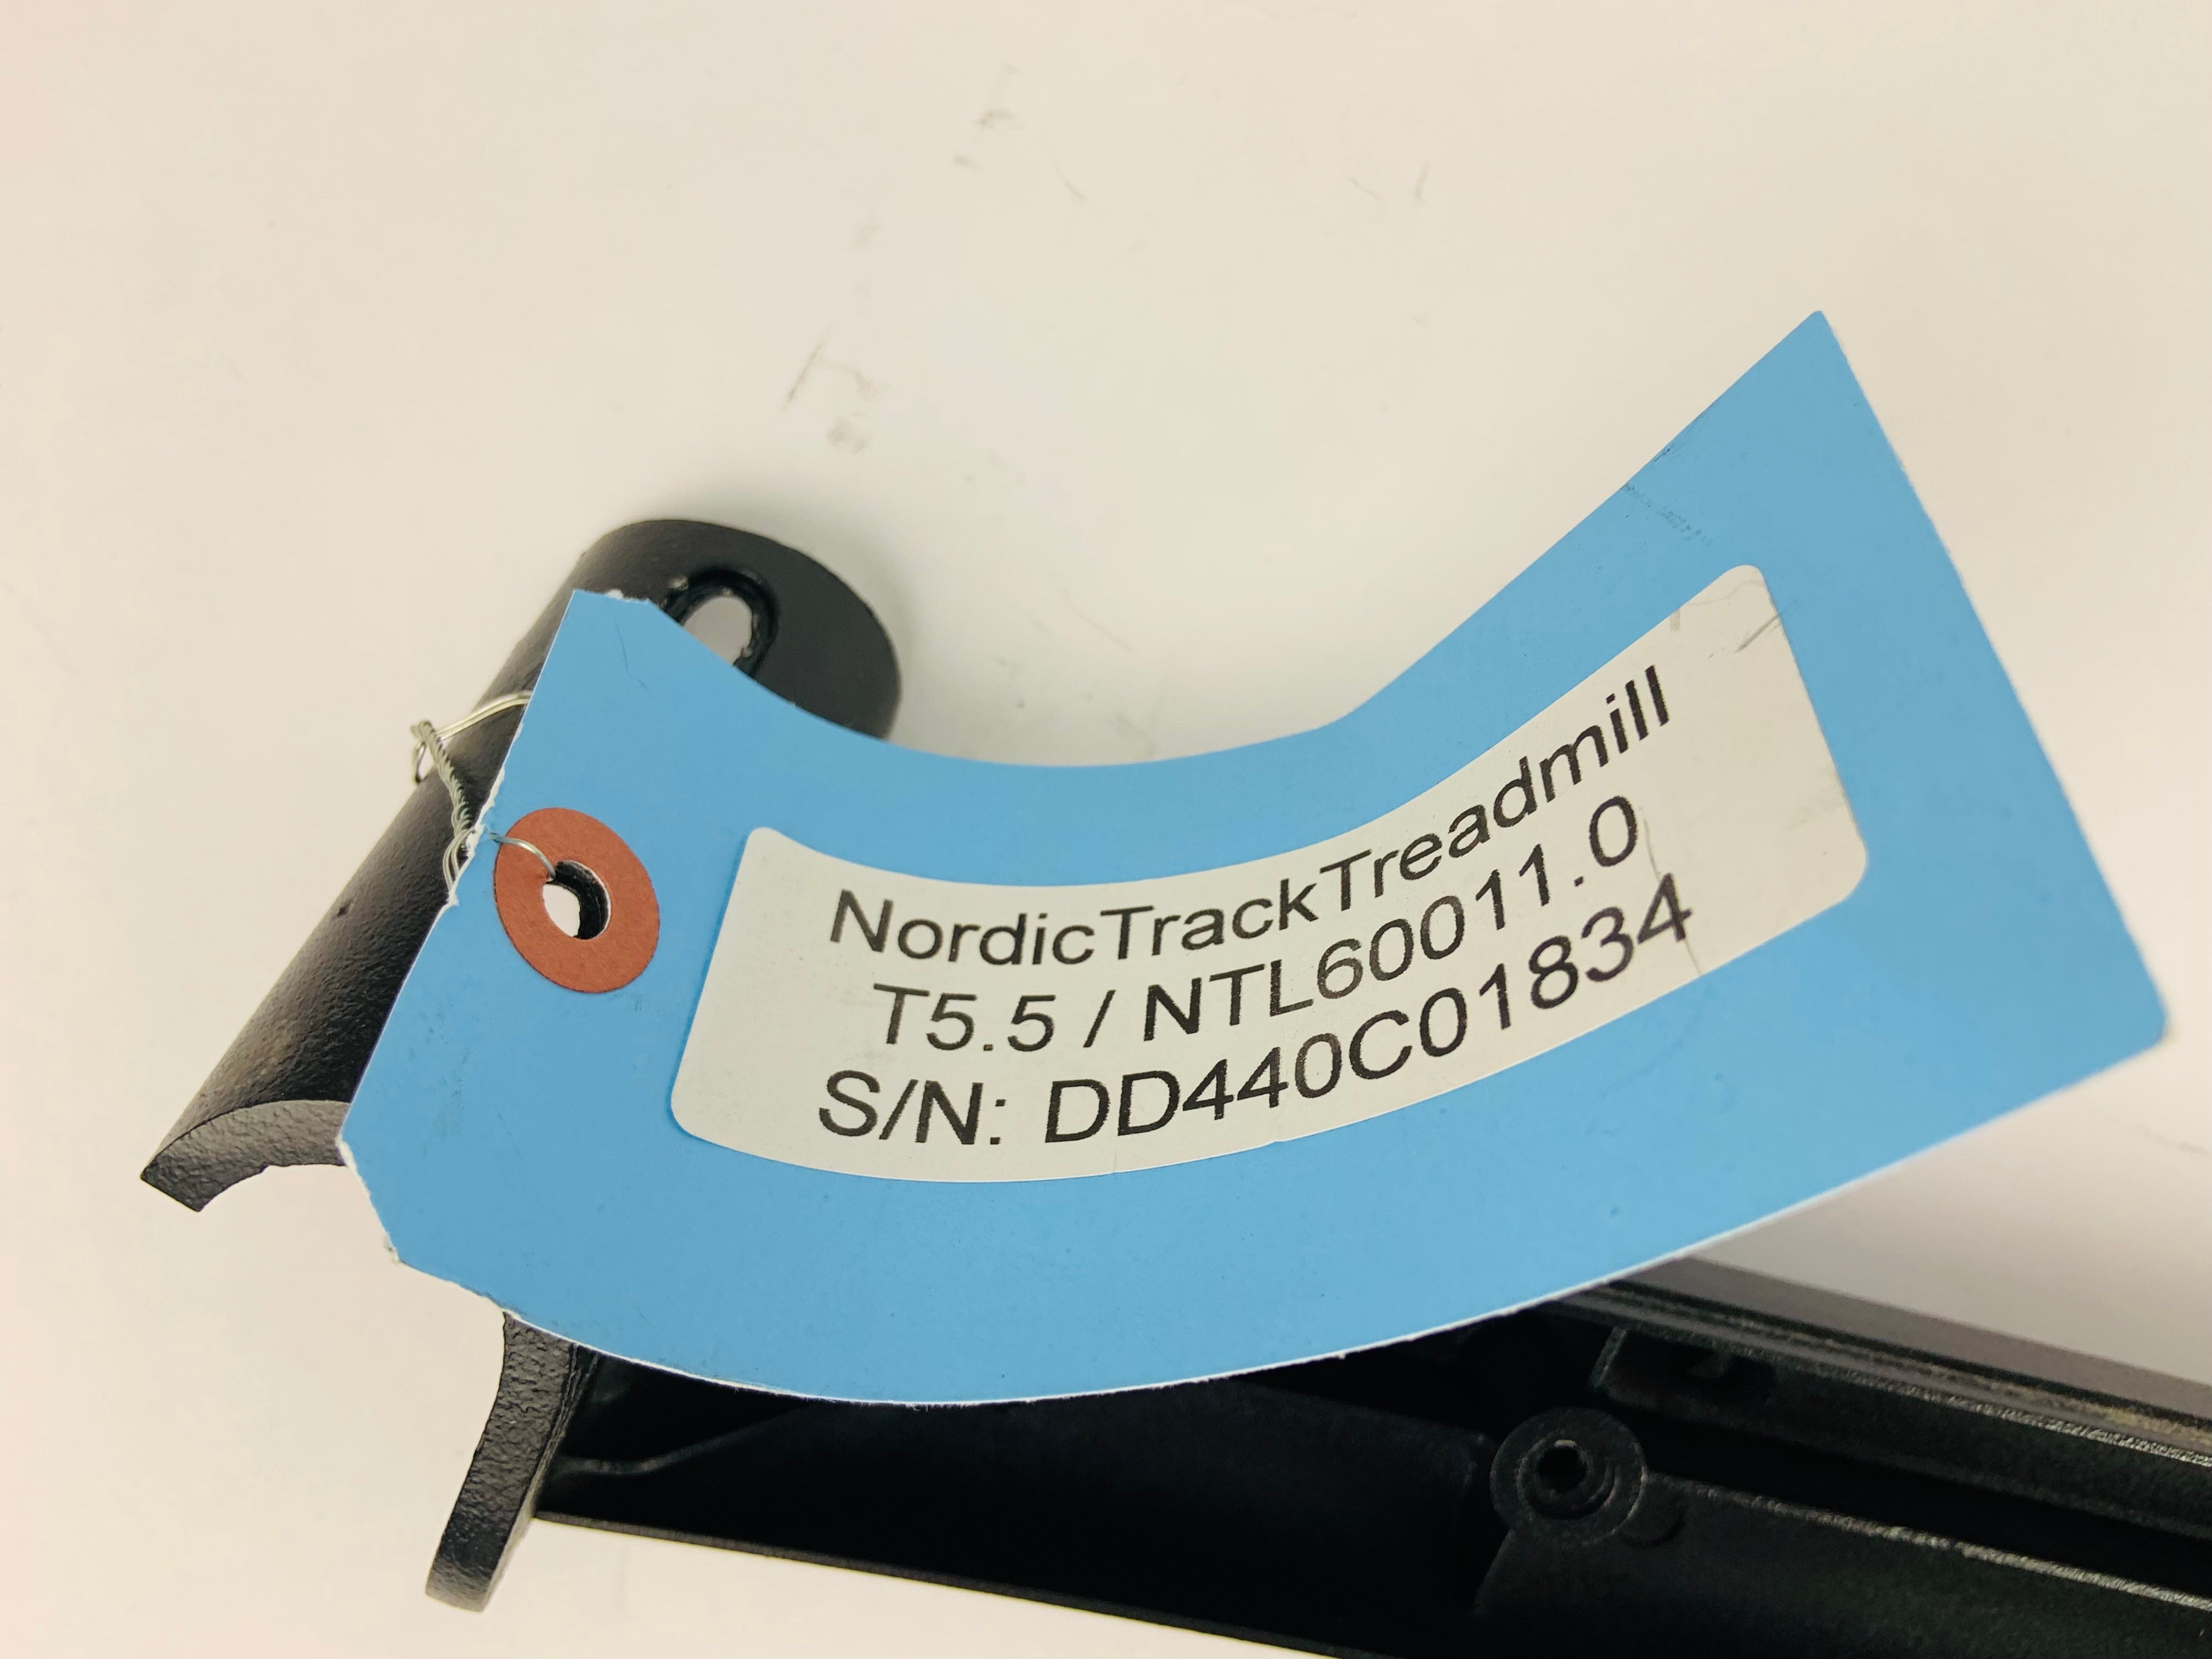 NordicTrackTreadmill
T5.5 / NTL60011.0
S/N: DD440C01834